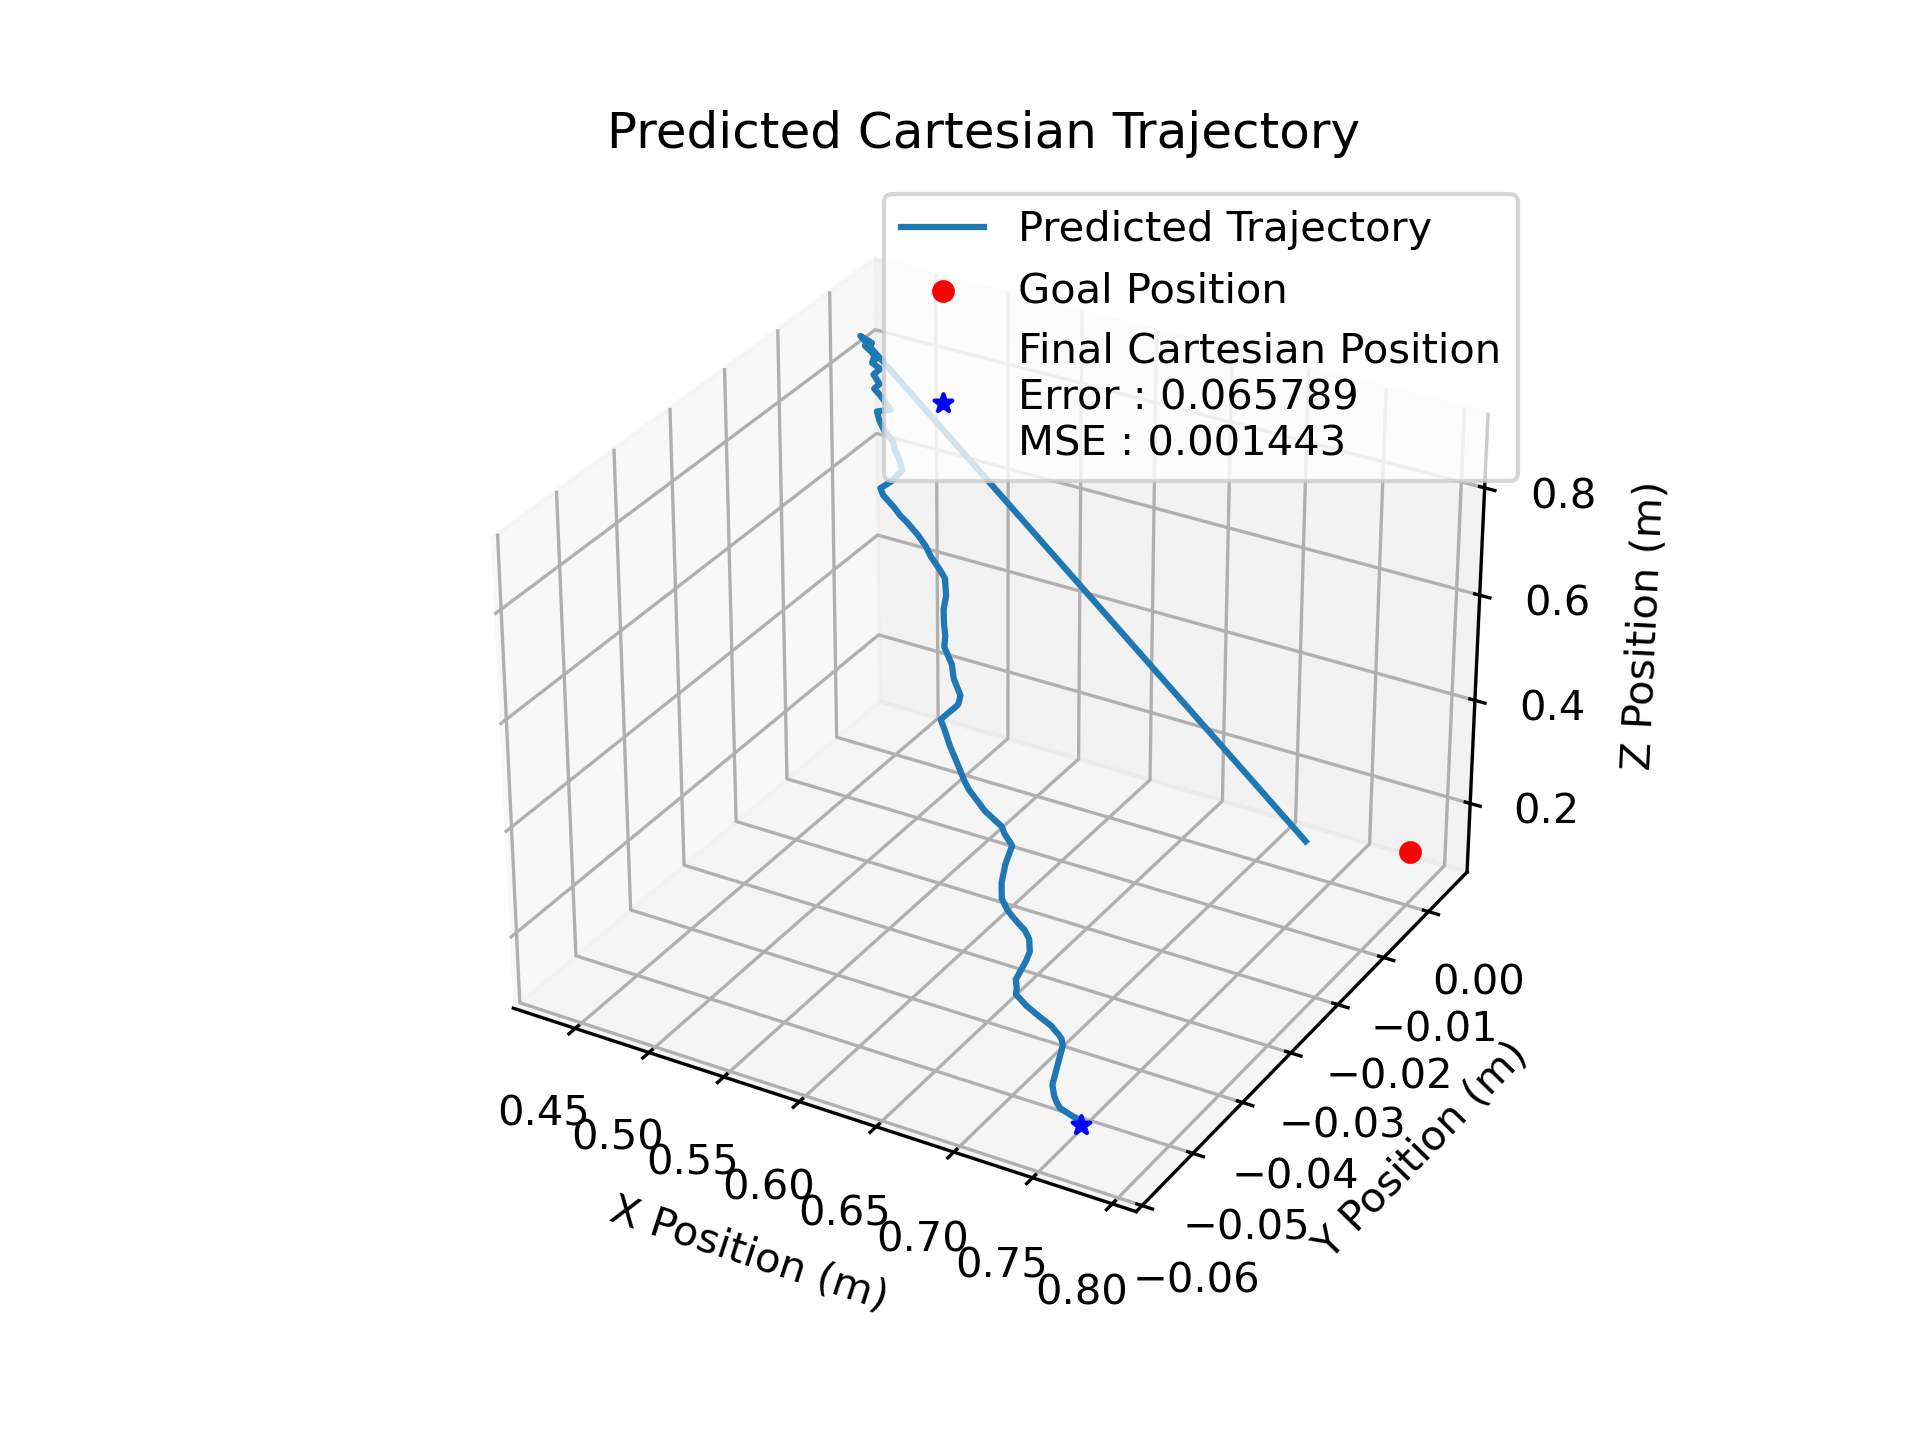 Predicted Cartesian Trajectory
Predicted Trajectory
Goal Position
Final Cartesian Position
Error : 0.065789
MSE : 0.001443
0.8
0.6
0.4
0.2
Z Position (m)
0.00
−0.01
−0.02
−0.03
−0.04
−0.05
−0.06
Y Position (m)
0.45
0.50
0.55
0.60
0.65
0.70
0.75
0.80
X Position (m)